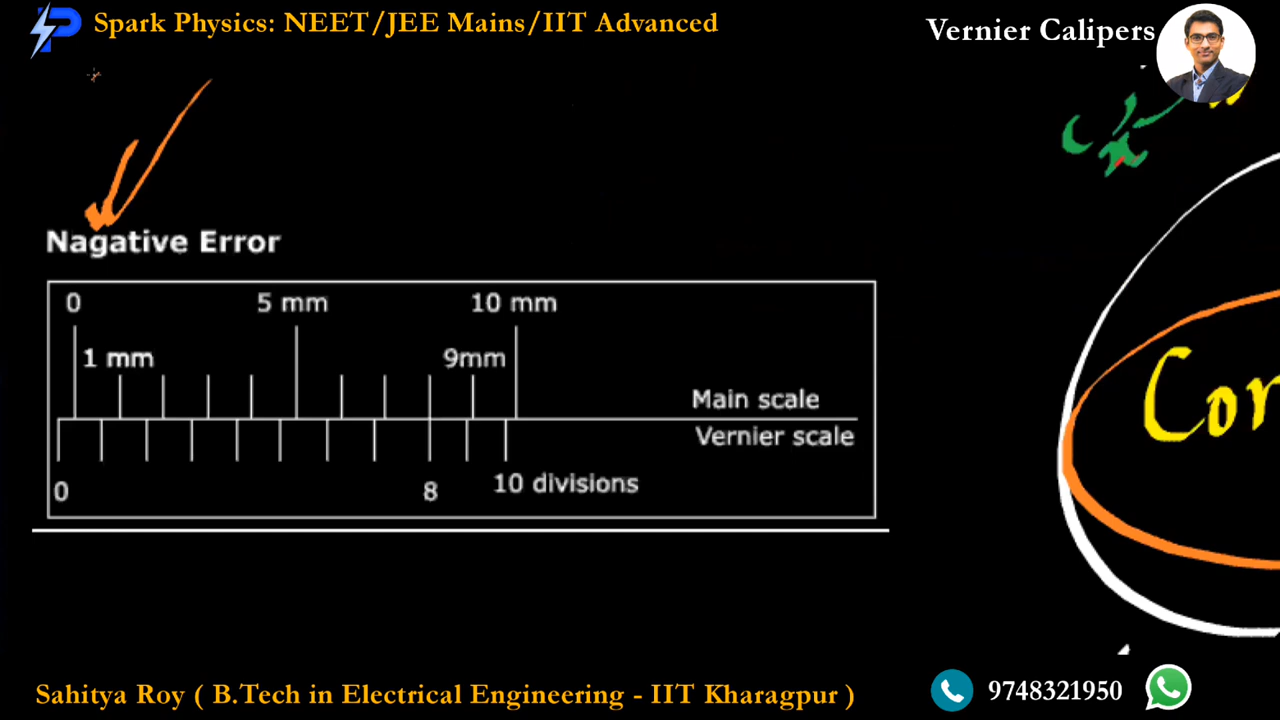 Spark Physics: NEET/JEE Mains/IIT Advanced
Vernier Calipers
Nagative Error
0 5 mm 10 mm
1 mm 9mm
Main scale
Vernier scale
0 8 10 divisions
Sahitya Roy ( B.Tech in Electrical Engineering - IIT Kharagpur )
9748321950